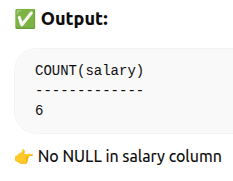 ✅ Output:
COUNT(salary)
-------------
6
👉 No NULL in salary column